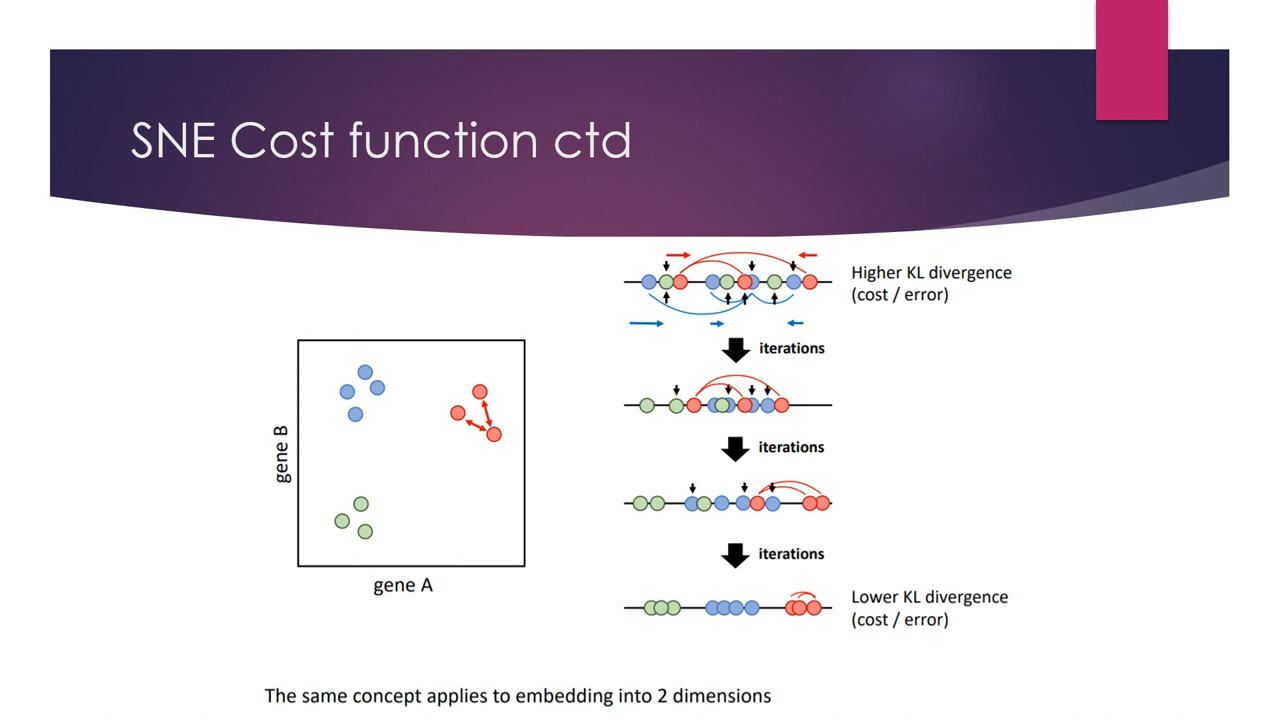 SNE Cost function ctd
Higher KL divergence
(cost / error)
iterations
iterations
iterations
Lower KL divergence
(cost / error)
gene B
gene A
The same concept applies to embedding into 2 dimensions